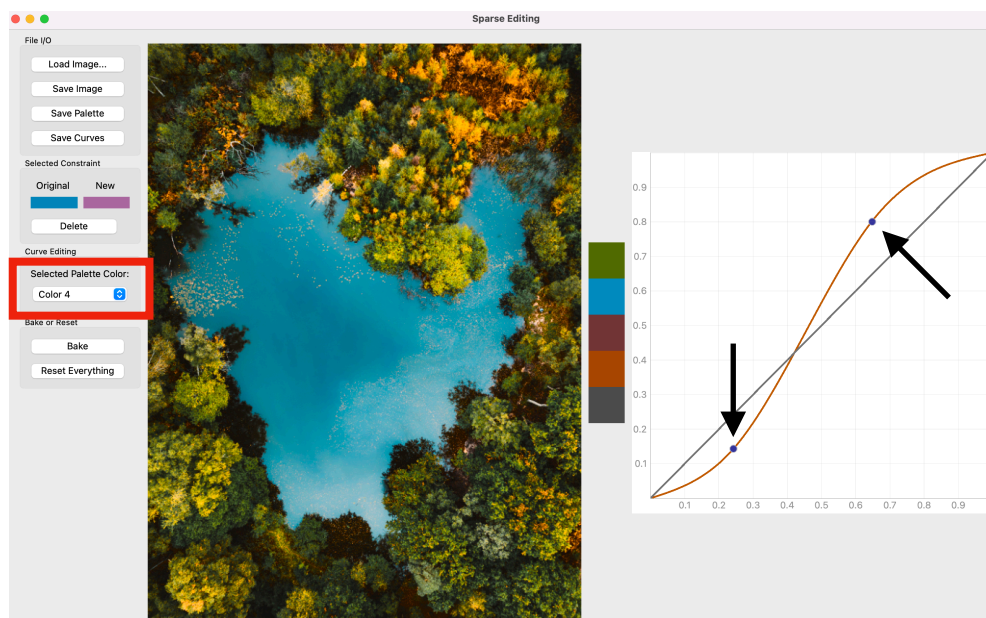 Sparse Editing
File I/O
Load Image...
Save Image
Save Palette
Save Curves
Selected Constraint
Original New
Delete
Curve Editing
Selected Palette Color:
Color 4
Bake or Reset
Bake
Reset Everything
0.9
0.8
0.7
0.6
0.5
0.4
0.3
0.2
0.1
0.1 0.2 0.3 0.4 0.5 0.6 0.7 0.8 0.9